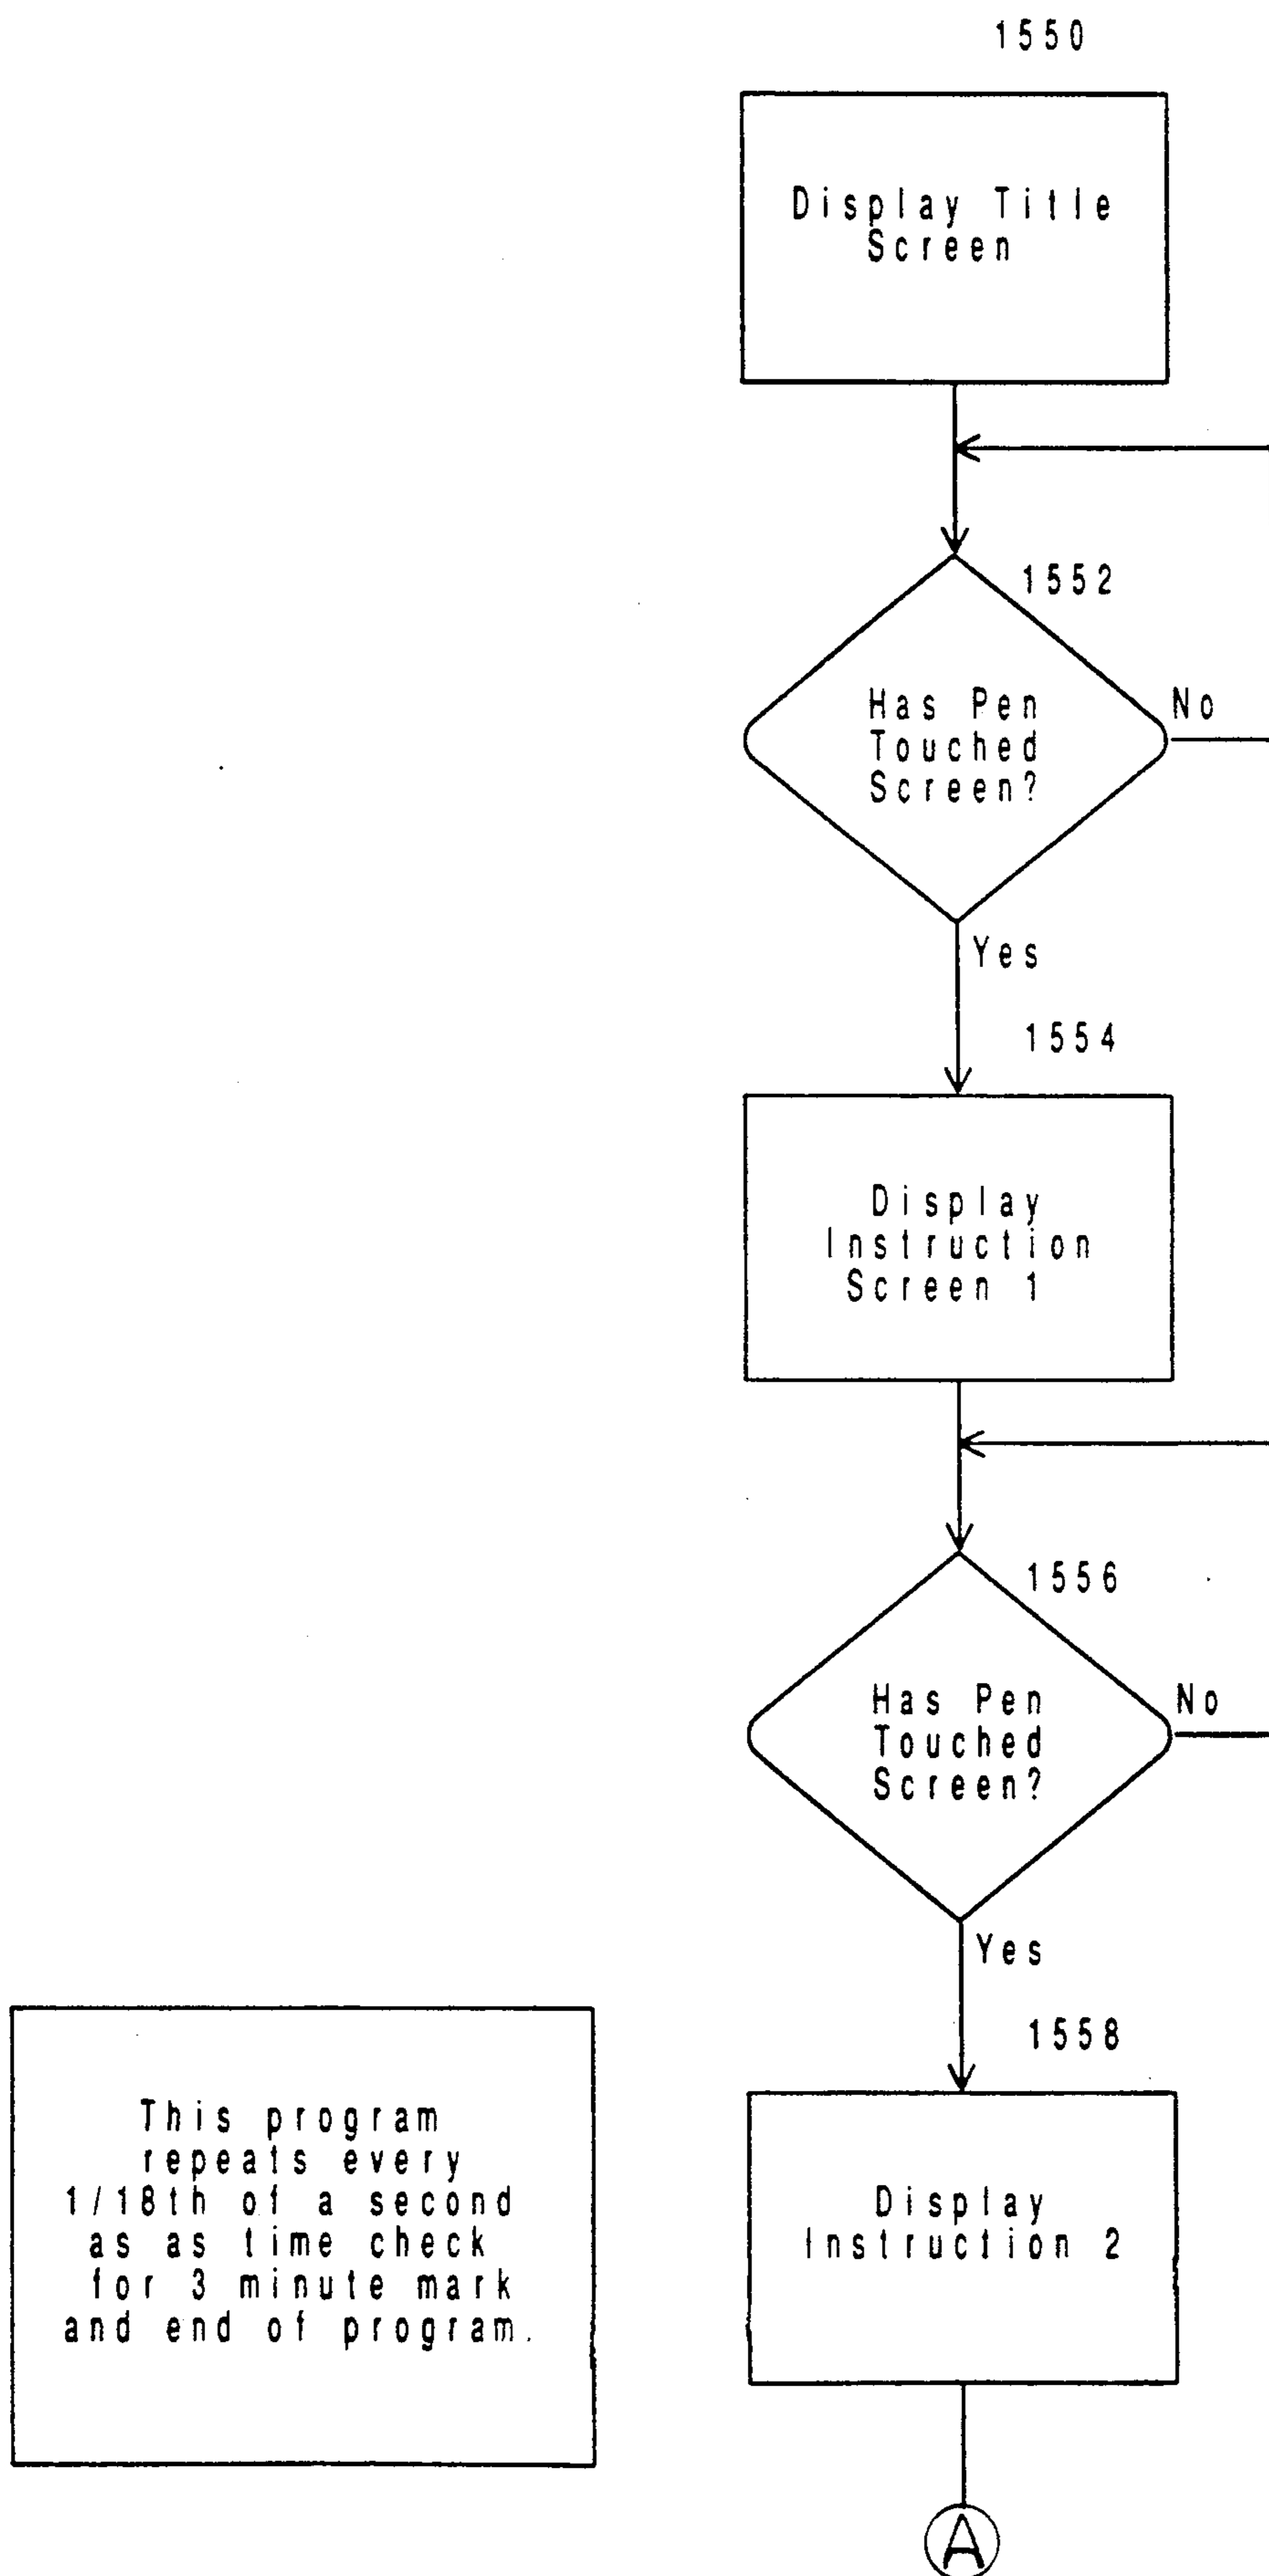 1550
Display Title
Screen
1552
Has Pen
Touched
Screen?
No
Yes
1554
Display
Instruction
Screen 1
1556
Has Pen
Touched
Screen?
No
Yes
1558
Display
Instruction 2
This program
repeats every
1/18th of a second
as as time check
for 3 minute mark
and end of program.
A